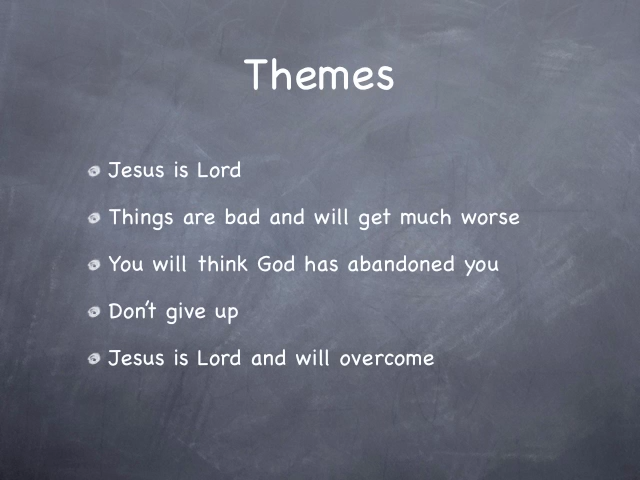 Themes
Jesus is Lord
Things are bad and will get much worse
You will think God has abandoned you
Don't give up
Jesus is Lord and will overcome